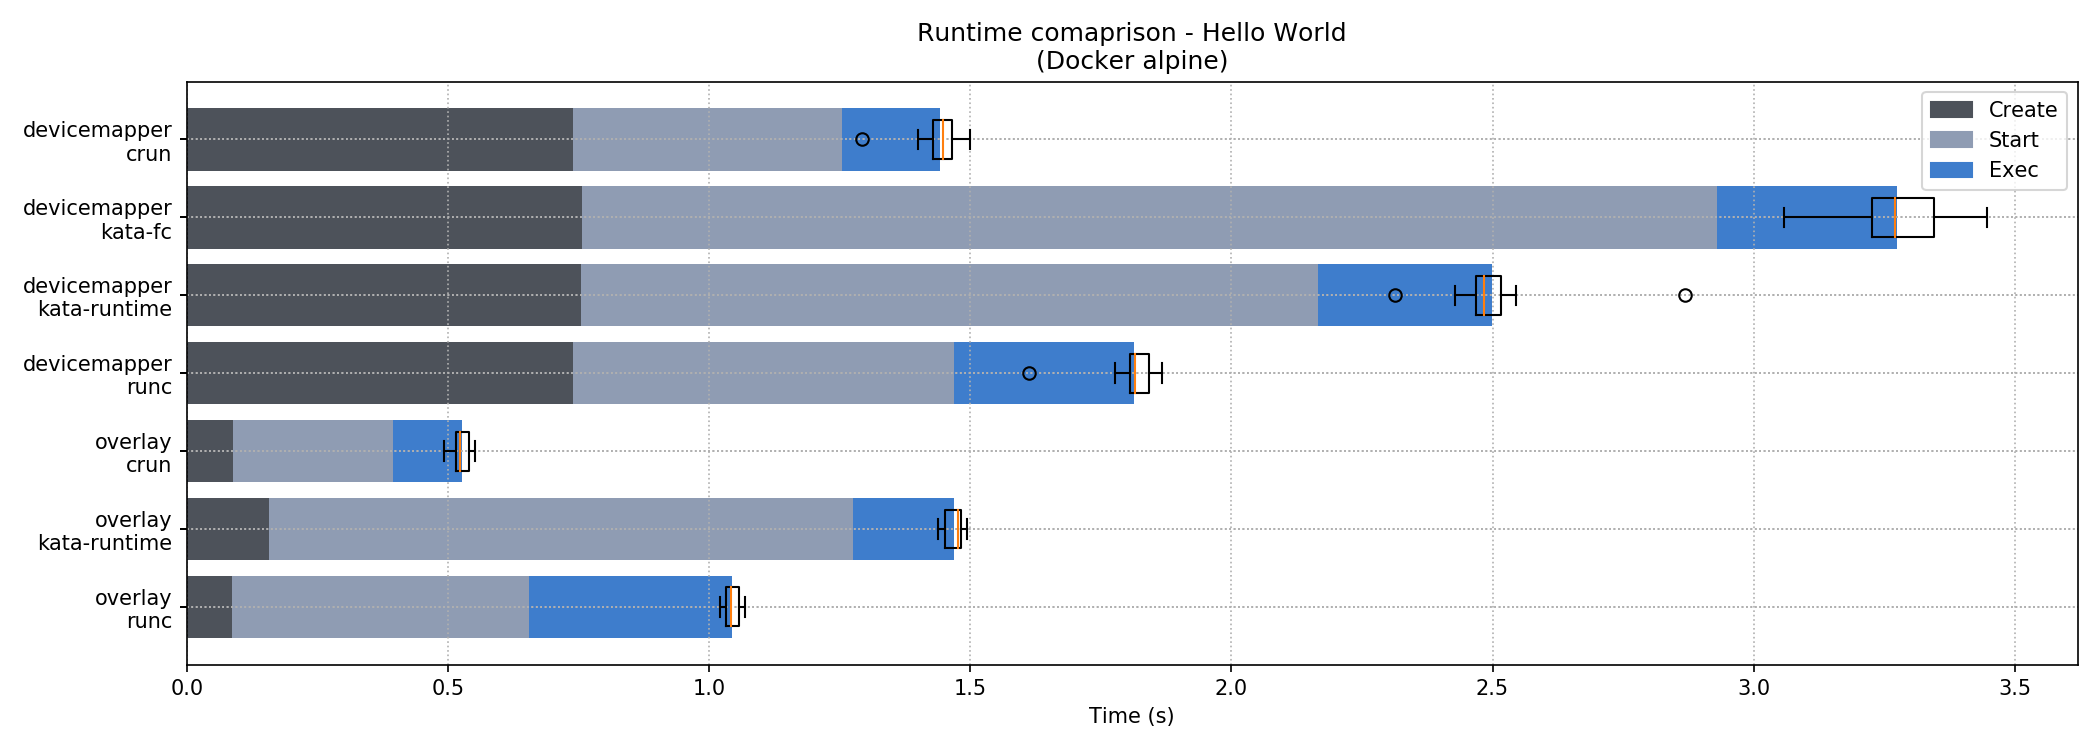 Runtime comaprison - Hello World
(Docker alpine)
Create
Start
Exec
devicemapper
crun
devicemapper
kata-fc
devicemapper
kata-runtime
devicemapper
runc
overlay
crun
overlay
kata-runtime
overlay
runc
0.0 0.5 1.0 1.5 2.0 2.5 3.0 3.5
Time (s)